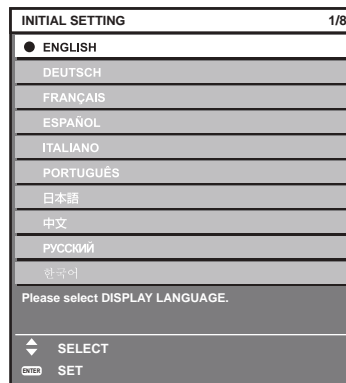 INITIAL SETTING 1/8
ENGLISH
DEUTSCH
FRANÇAIS
ESPAÑOL
ITALIANO
PORTUGUÊS
日本語
中文
РУССКИЙ
한국어
Please select DISPLAY LANGUAGE.
SELECT
ENTER SET